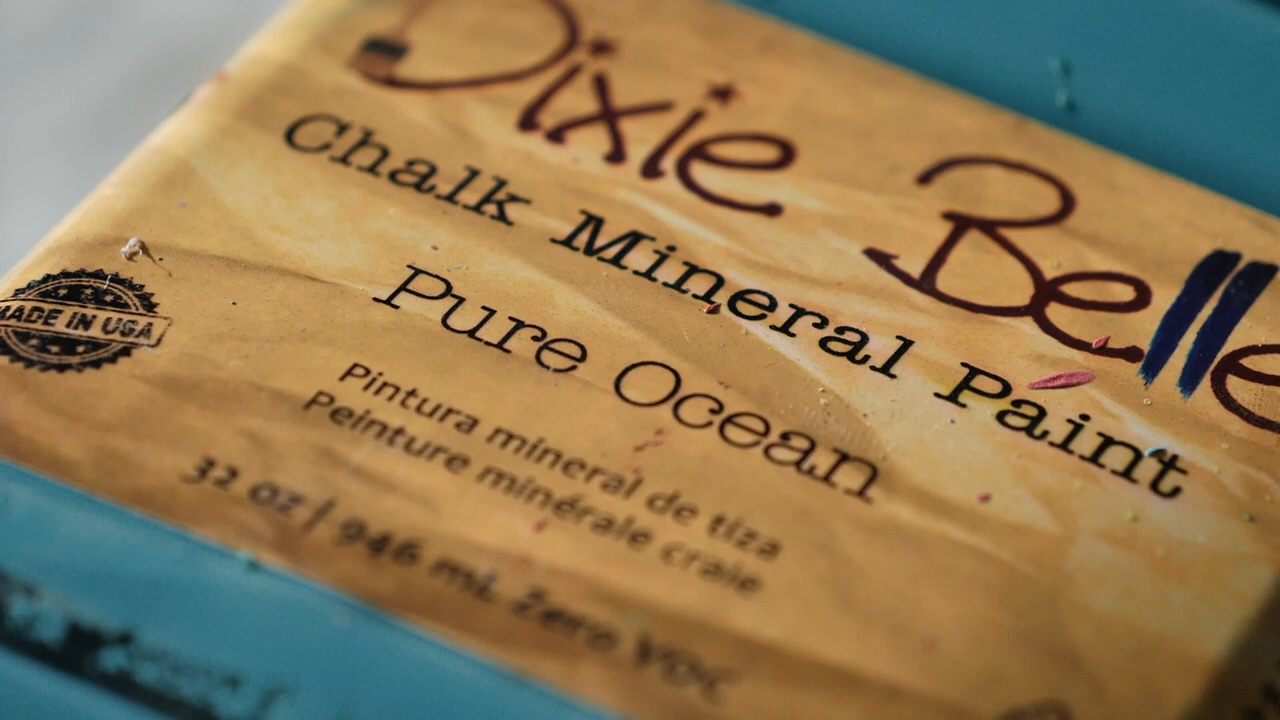 Dixie Belle
Chalk Mineral Paint
Pure Ocean
MADE IN USA
Pintura mineral de tiza
Peinture minérale craie
32 oz | 946 mL Zero VOC